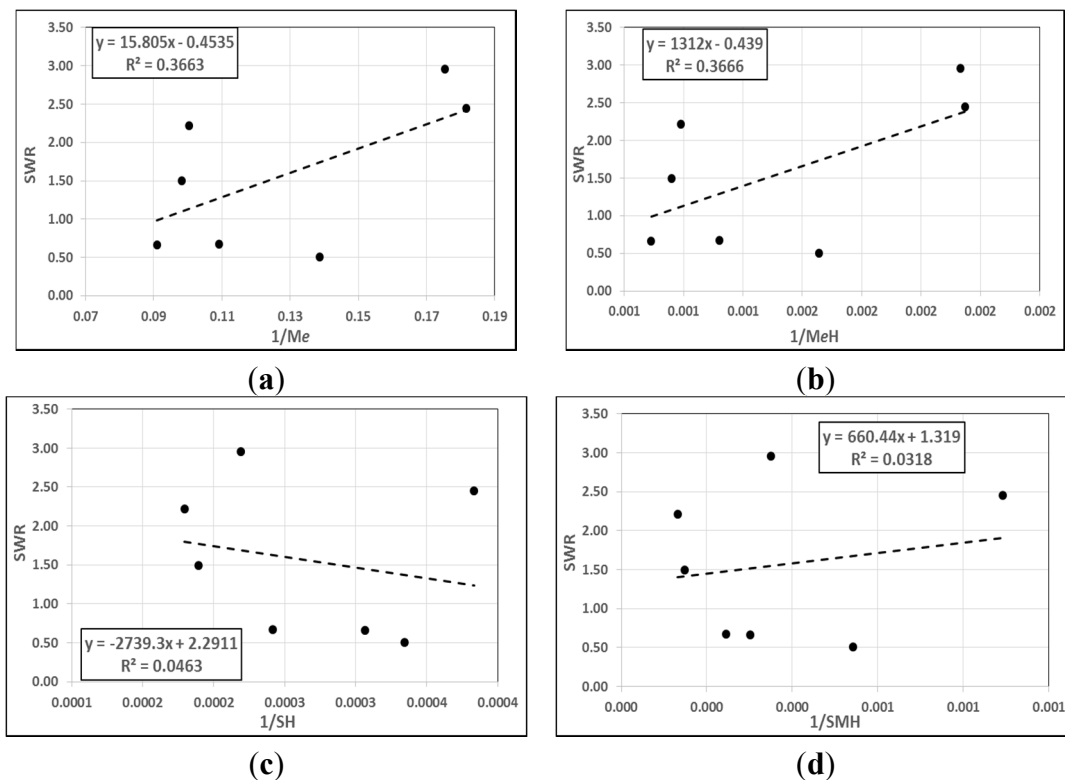 y = 15.805x - 0.4535
R² = 0.3663
3.50
3.00
2.50
2.00
1.50
1.00
0.50
0.00
SWR
0.07 0.09 0.11 0.13 0.15 0.17 0.19
1/Me
(a)
y = 1312x - 0.439
R² = 0.3666
3.50
3.00
2.50
2.00
1.50
1.00
0.50
0.00
SWR
0.001 0.001 0.001 0.002 0.002 0.002 0.002 0.002
1/MeH
(b)
3.50
3.00
2.50
2.00
1.50
1.00
0.50
0.00
SWR
y = -2739.3x + 2.2911
R² = 0.0463
0.0001 0.0002 0.0002 0.0003 0.0003 0.0004 0.0004
1/SH
(c)
y = 660.44x + 1.319
R² = 0.0318
3.50
3.00
2.50
2.00
1.50
1.00
0.50
0.00
SWR
0.000 0.000 0.000 0.001 0.001 0.001
1/SMH
(d)